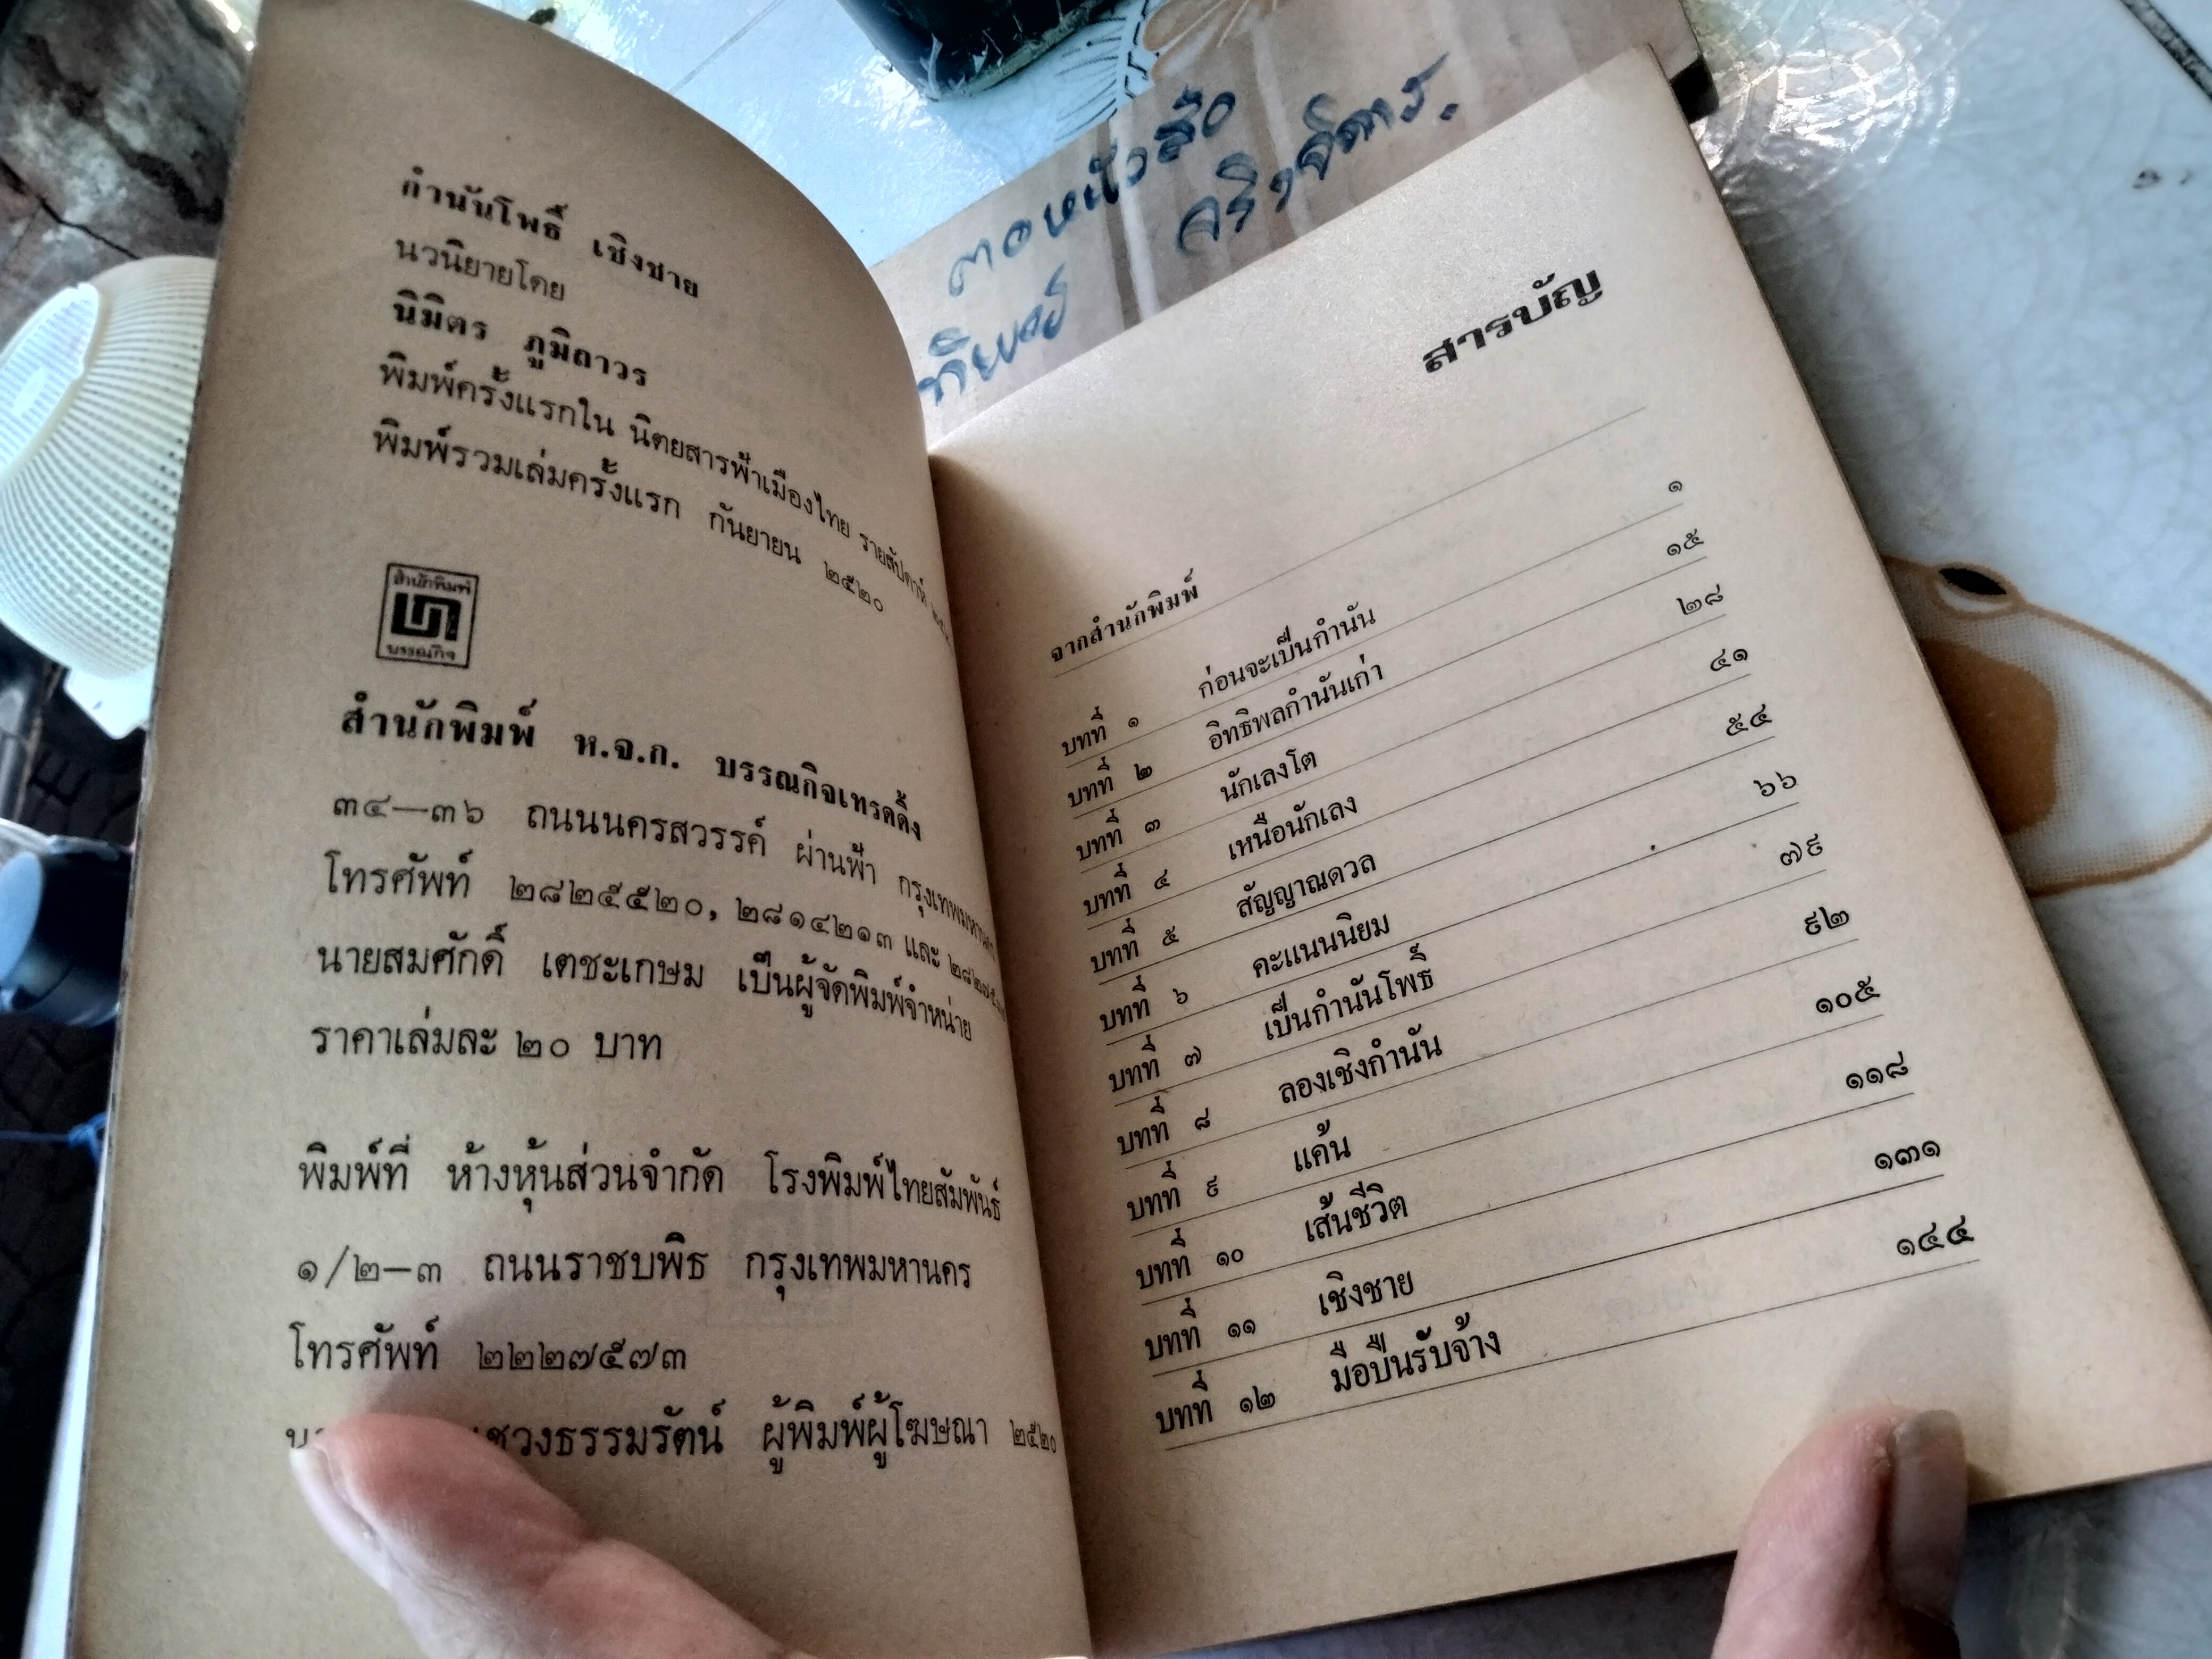 กำนันโพธิ์ เชิงชาย
นวนิยายโดย
นิมิตร ภูมิถาวร
พิมพ์ครั้งแรกใน นิตยสารฟ้าเมืองไทย รายสัปดาห์
พิมพ์รวมเล่มครั้งแรก กันยายน ๒๕๒๐
สำนักพิมพ์
บรรณกิจ
สำนักพิมพ์ ห.จ.ก. บรรณกิจเทรดดิ้ง
๓๔—๓๖ ถนนนครสวรรค์ ผ่านฟ้า กรุงเทพมหานคร
โทรศัพท์ ๒๘๒๕๕๒๐, ๒๘๑๔๒๑๓ และ
นายสมศักดิ์ เตชะเกษม เป็นผู้จัดพิมพ์จำหน่าย
ราคาเล่มละ ๒๐ บาท
พิมพ์ที่ ห้างหุ้นส่วนจำกัด โรงพิมพ์ไทยสัมพันธ์
๑/๒—๓ ถนนราชบพิธ กรุงเทพมหานคร
โทรศัพท์ ๒๒๒๗๕๗๓
ผู้พิมพ์ผู้โฆษณา ๒๕๒๐
สารบัญ
จากสำนักพิมพ์
บทที่ ๑ ก่อนจะเป็นกำนัน ๑
บทที่ ๒ อิทธิพลกำนันเก่า ๑๕
บทที่ ๓ นักเลงโต ๒๘
บทที่ ๔ เหนือนักเลง ๔๑
บทที่ ๕ สัญญาณดวล ๕๔
บทที่ ๖ คะแนนนิยม ๖๖
บทที่ ๗ เป็นกำนันโพธิ์ ๗๙
บทที่ ๘ ลองเชิงกำนัน ๙๒
บทที่ ๙ แค้น ๑๐๕
บทที่ ๑๐ เส้นชีวิต ๑๑๘
บทที่ ๑๑ เชิงชาย ๑๓๑
บทที่ ๑๒ มือปืนรับจ้าง ๑๔๔